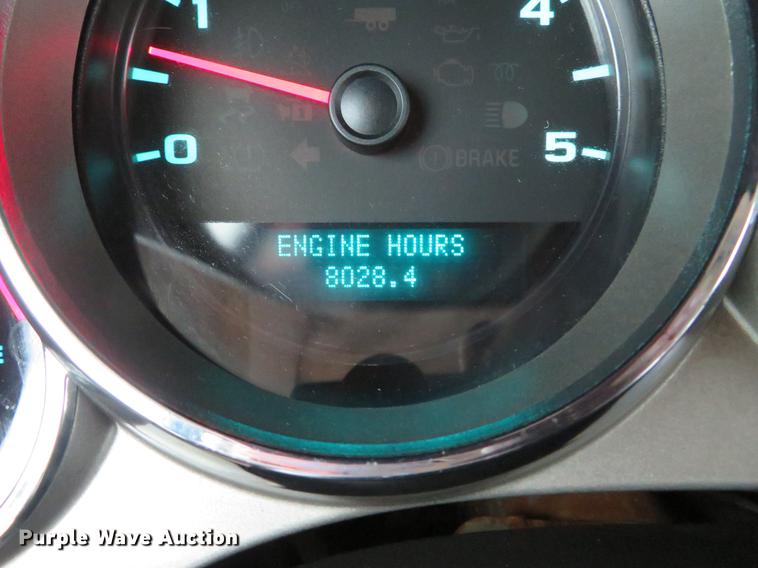 1
4
0
5
BRAKE
ENGINE HOURS
8028.4
Purple Wave Auction